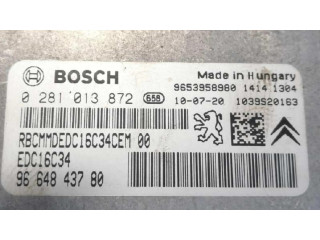 BOSCH
Made in Hungary
9653958980 1414 1304
0 281 013 872 658 10-07-20 1039S20163
RBCMMDEDC16C34CEM 00
EDC16C34
96 648 437 80